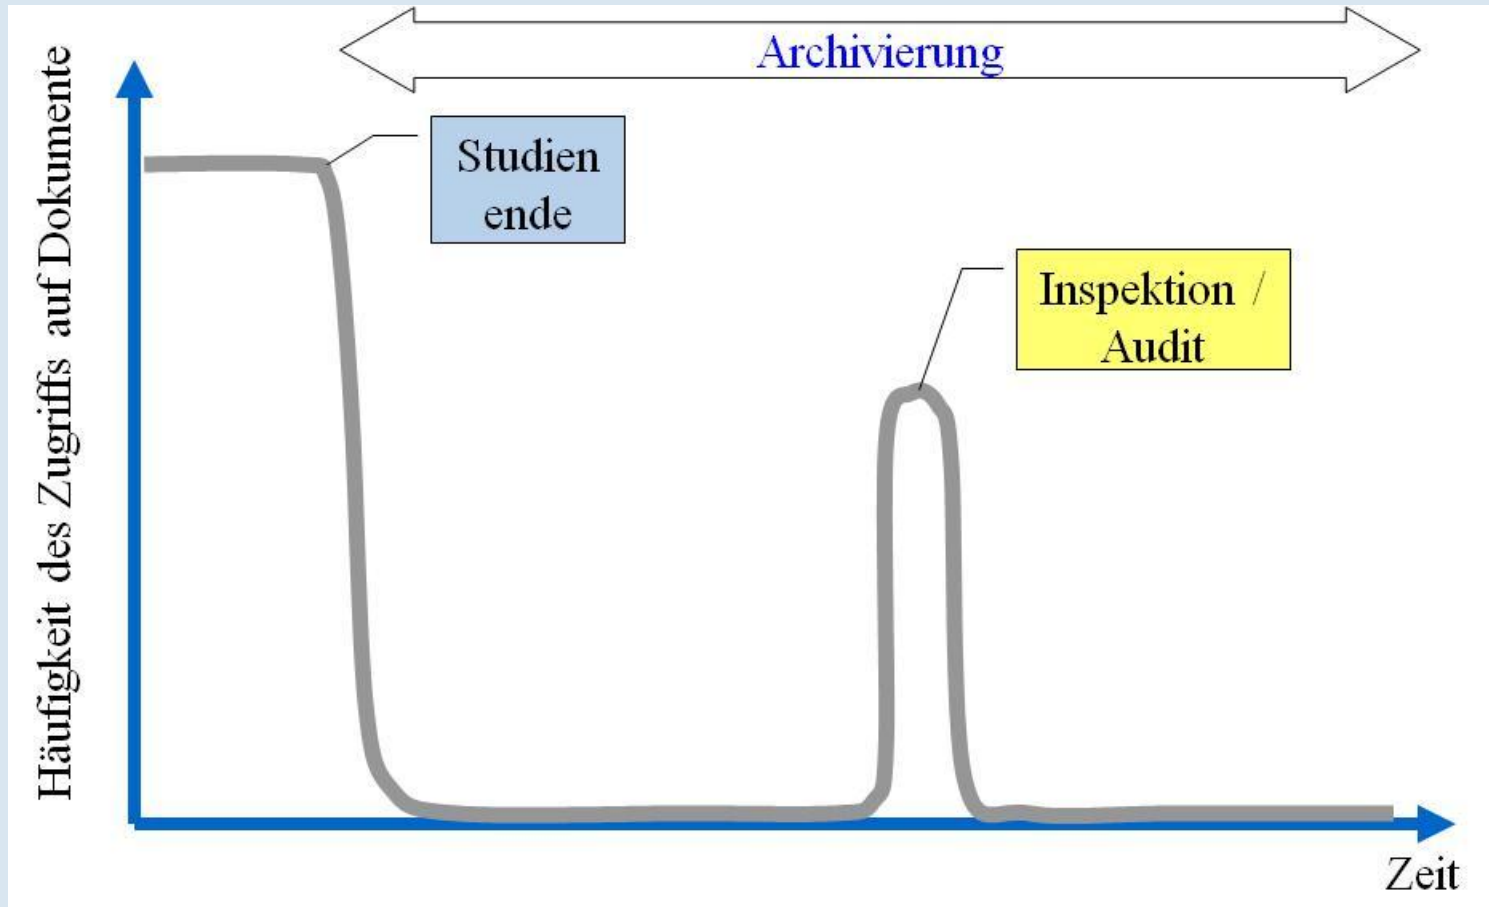 Archivierung
Häufigkeit des Zugriffs auf Dokumente
Studien
ende
Inspektion /
Audit
Zeit